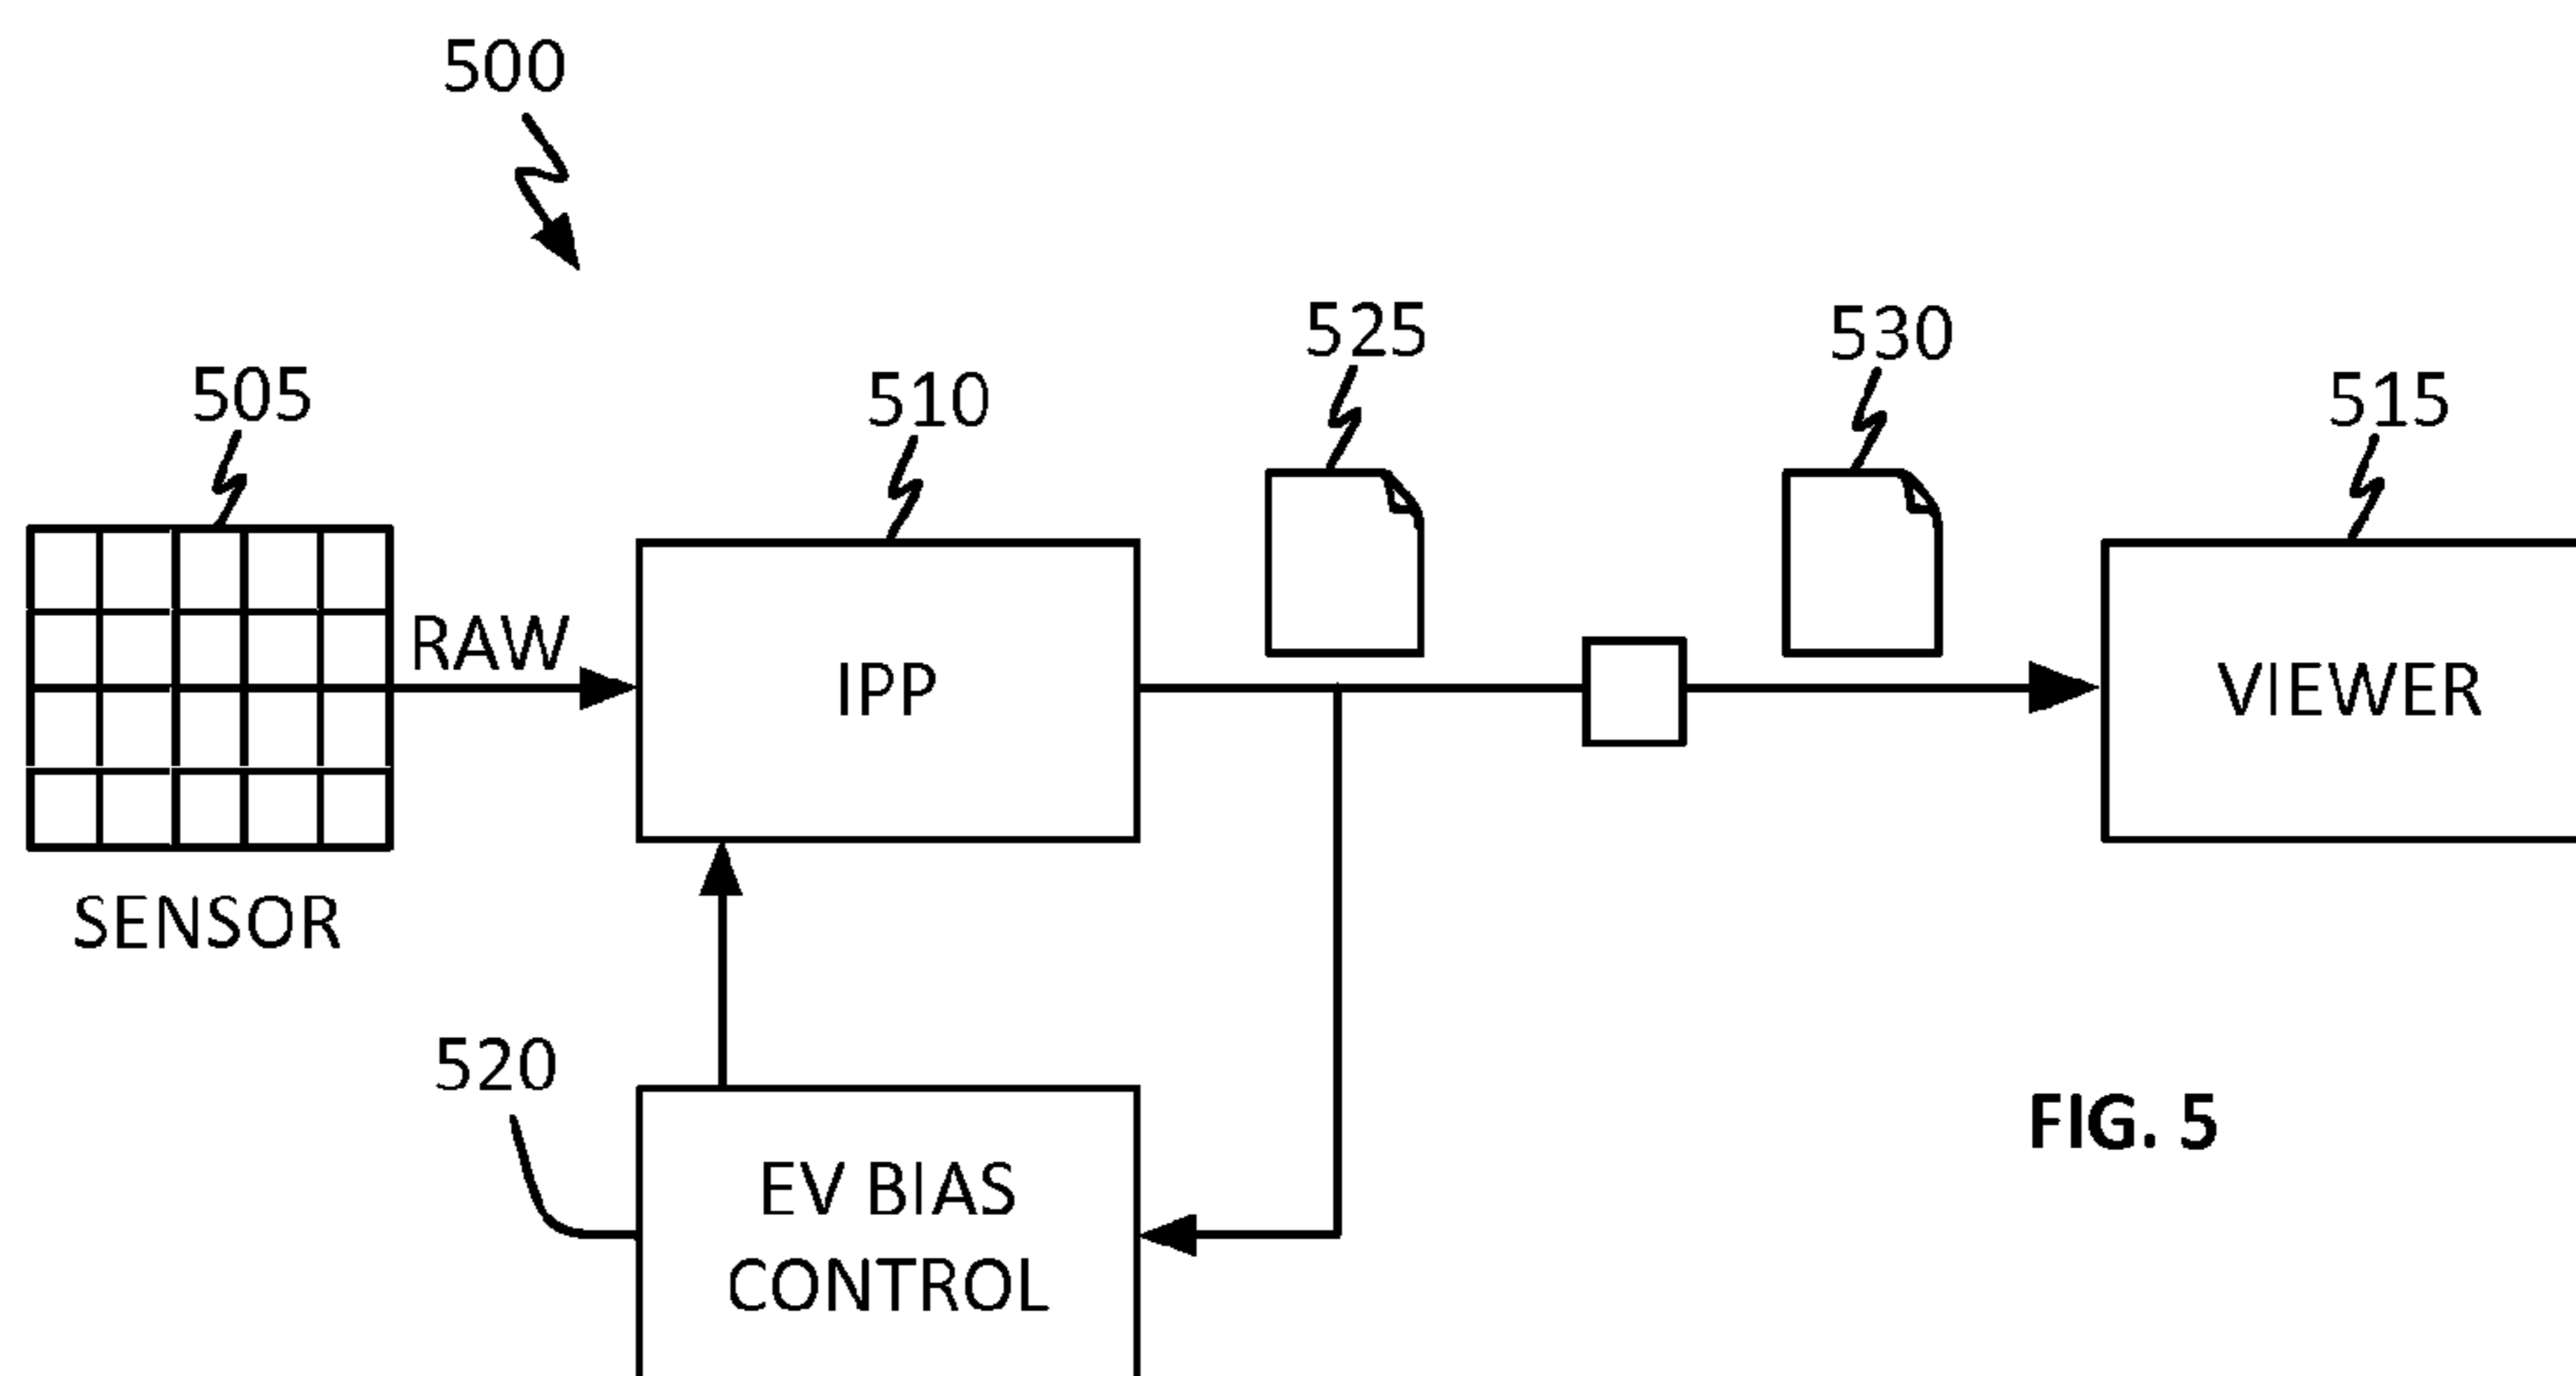 500
525
530
505
510
515
RAW
IPP
VIEWER
SENSOR
520
FIG. 5
EV BIAS
CONTROL